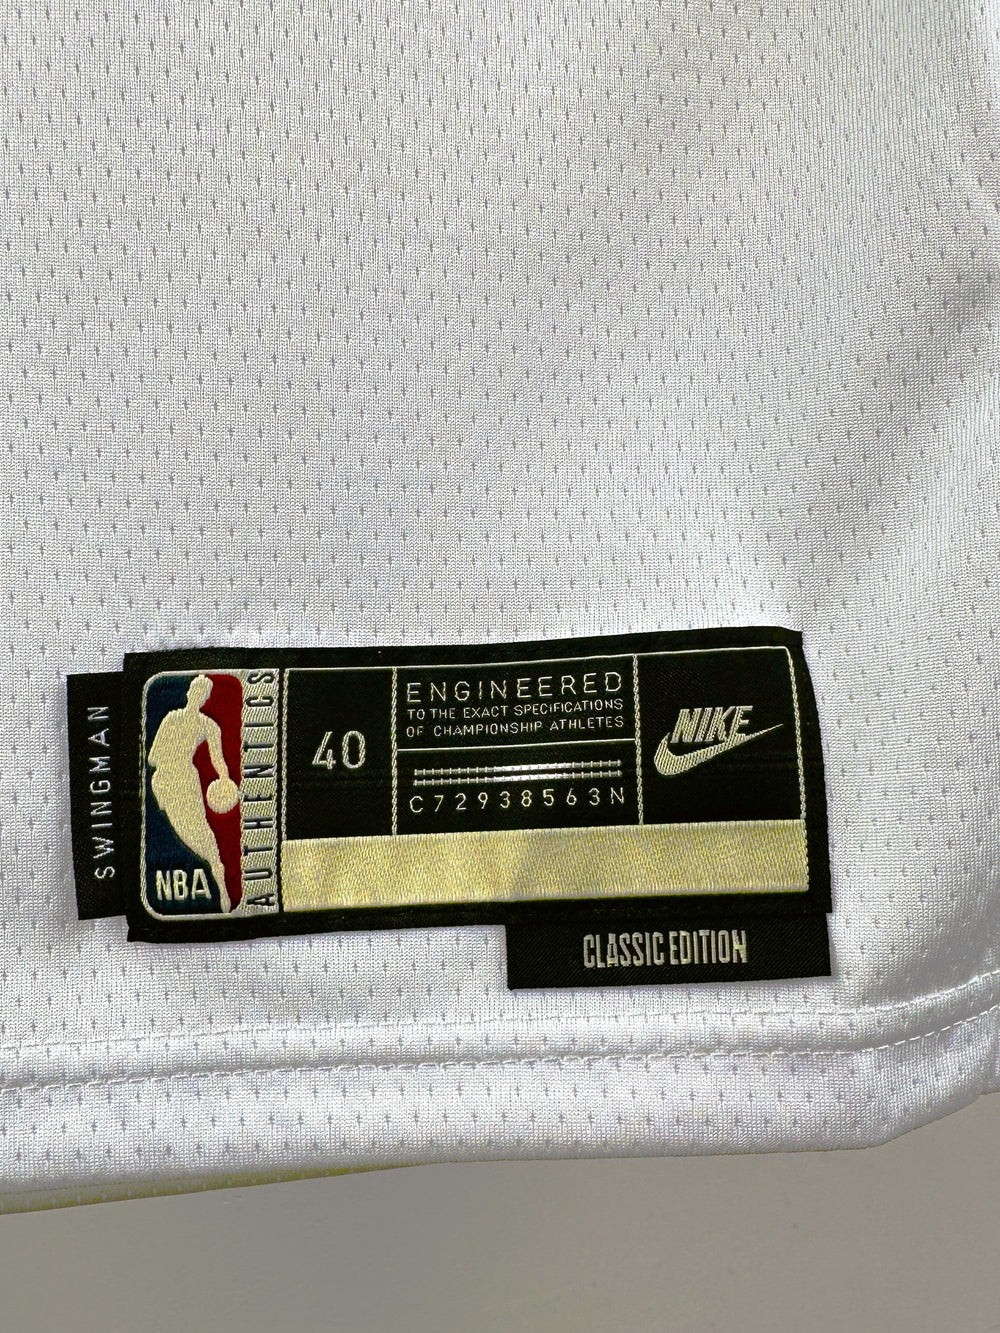 SWINGMAN
NBA
AUTHENTICS
40
ENGINEERED
TO THE EXACT SPECIFICATIONS
OF CHAMPIONSHIP ATHLETES
C72938563N
NIKE
CLASSIC EDITION